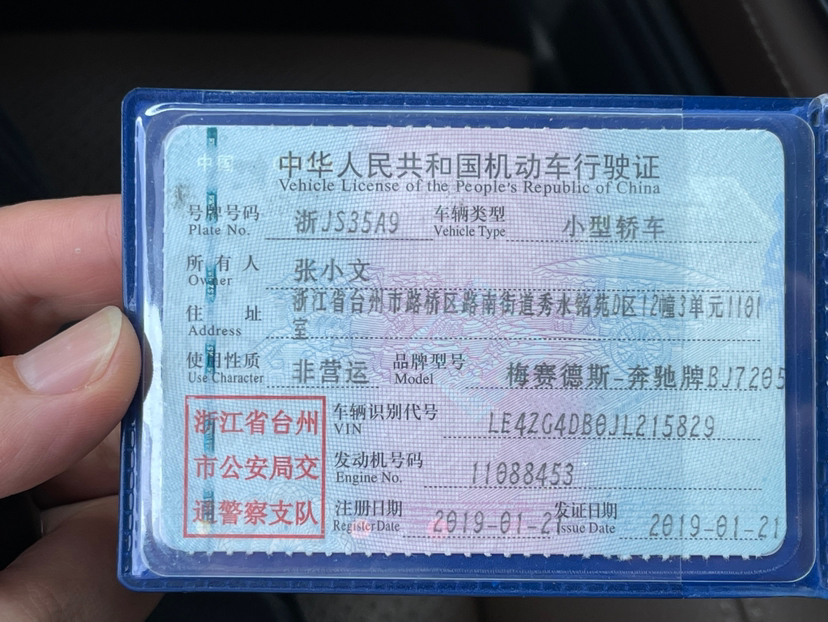 中国
中华人民共和国机动车行驶证
Vehicle License of the People's Republic of China
号牌号码 浙JS35A9 车辆类型 小型轿车
Plate No. Vehicle Type
所有人 张小文
Owner
住址 浙江省台州市路桥区路南街道秀水铭苑D区12幢3单元1101
Address 室
使用性质 非营运 品牌型号 梅赛德斯-奔驰牌BJ7205
Use Character Model
浙江省台州 车辆识别代号 LE4ZG4DB0JL215829
VIN
市公安局交 发动机号码 11088453
Engine No.
通警察支队 注册日期 2019-01-21 发证日期 2019-01-21
Register Date Issue Date